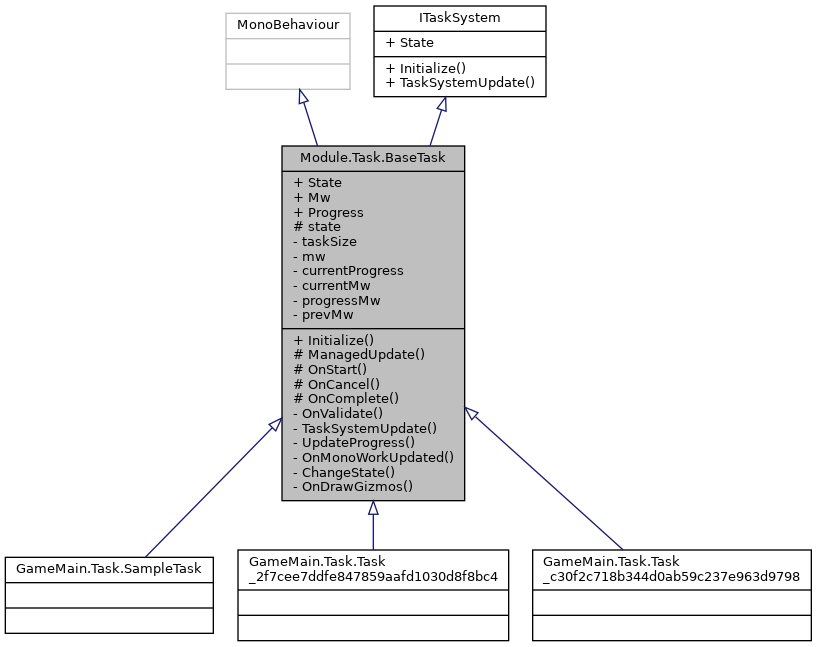 MonoBehaviour
ITaskSystem
+ State
+ Initialize()
+ TaskSystemUpdate()
Module.Task.BaseTask
+ State
+ Mw
+ Progress
# state
- taskSize
- mw
- currentProgress
- currentMw
- progressMw
- prevMw
+ Initialize()
# ManagedUpdate()
# OnStart()
# OnCancel()
# OnComplete()
- OnValidate()
- TaskSystemUpdate()
- UpdateProgress()
- OnMonoWorkUpdated()
- ChangeState()
- OnDrawGizmos()
GameMain.Task.SampleTask
GameMain.Task.Task
_2f7cee7ddfe847859aafd1030d8f8bc4
GameMain.Task.Task
_c30f2c718b344d0ab59c237e963d9798